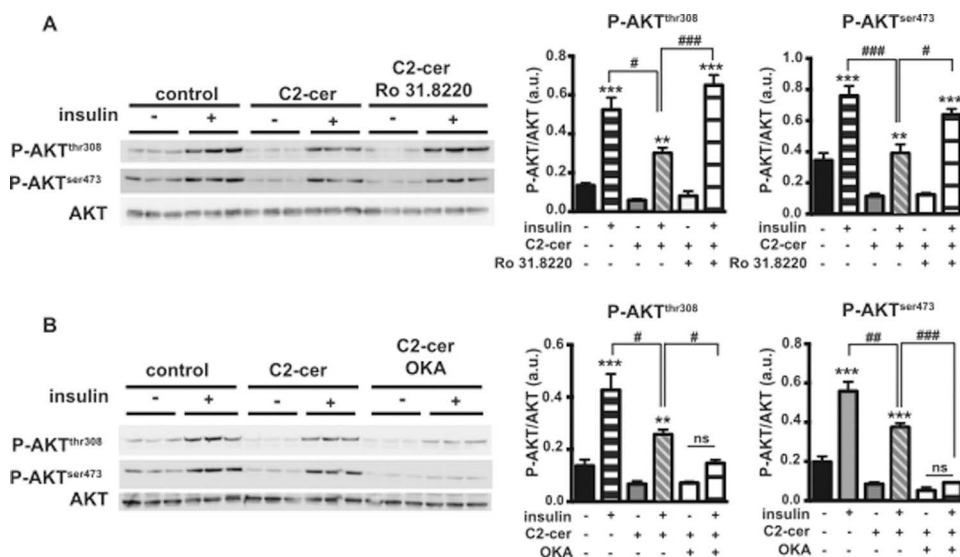 A
C2-cer
control C2-cer Ro 31.8220
insulin - + - + - +
P-AKTthr308
P-AKTser473
AKT
P-AKTthr308
P-AKT/AKT (a.u.)
0.8
0.6
0.4
0.2
0.0
*** # ** ### ***
insulin - + - + - +
C2-cer - - + + + +
Ro 31.8220 - - - - + +
P-AKTser473
P-AKT/AKT (a.u.)
1.0
0.8
0.6
0.4
0.2
0.0
*** ### ** # ***
insulin - + - + - +
C2-cer - - + + + +
Ro 31.8220 - - - - + +
B
C2-cer
control C2-cer OKA
insulin - + - + - +
P-AKTthr308
P-AKTser473
AKT
P-AKTthr308
P-AKT/AKT (a.u.)
0.6
0.4
0.2
0.0
*** # ** # ns
insulin - + - + - +
C2-cer - - + + + +
OKA - - - - + +
P-AKTser473
P-AKT/AKT (a.u.)
0.8
0.6
0.4
0.2
0.0
*** ## *** ### ns
insulin - + - + - +
C2-cer - - + + + +
OKA - - - - + +